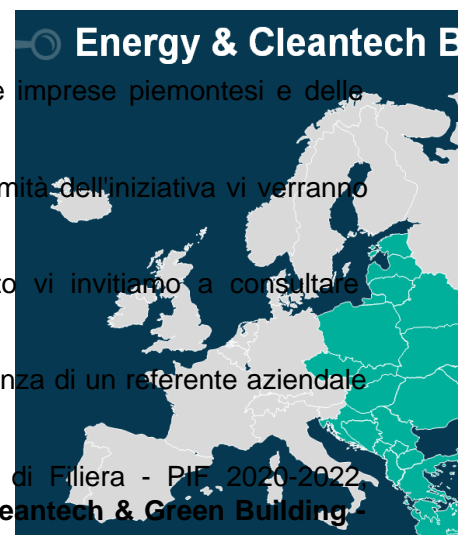 Energy & Cleantech B
e imprese piemontesi e delle
mità dell'iniziativa vi verranno
to vi invitiamo a consultare
nza di un referente aziendale
di Filiera - PIF 2020-2022
eantech & Green Building -